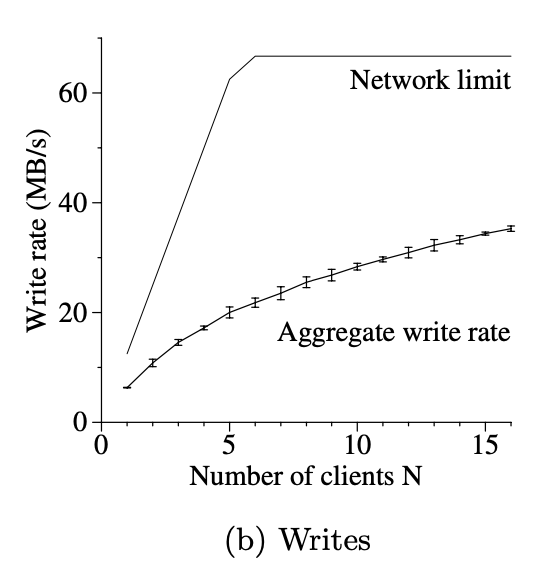 Write rate (MB/s)
60
40
20
0
Network limit
Aggregate write rate
0 5 10 15
Number of clients N
(b) Writes